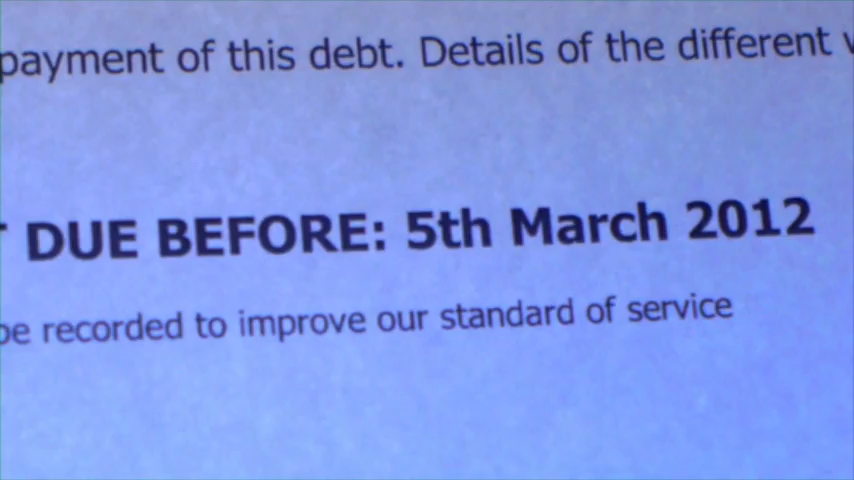 payment of this debt. Details of the different
DUE BEFORE: 5th March 2012
be recorded to improve our standard of service